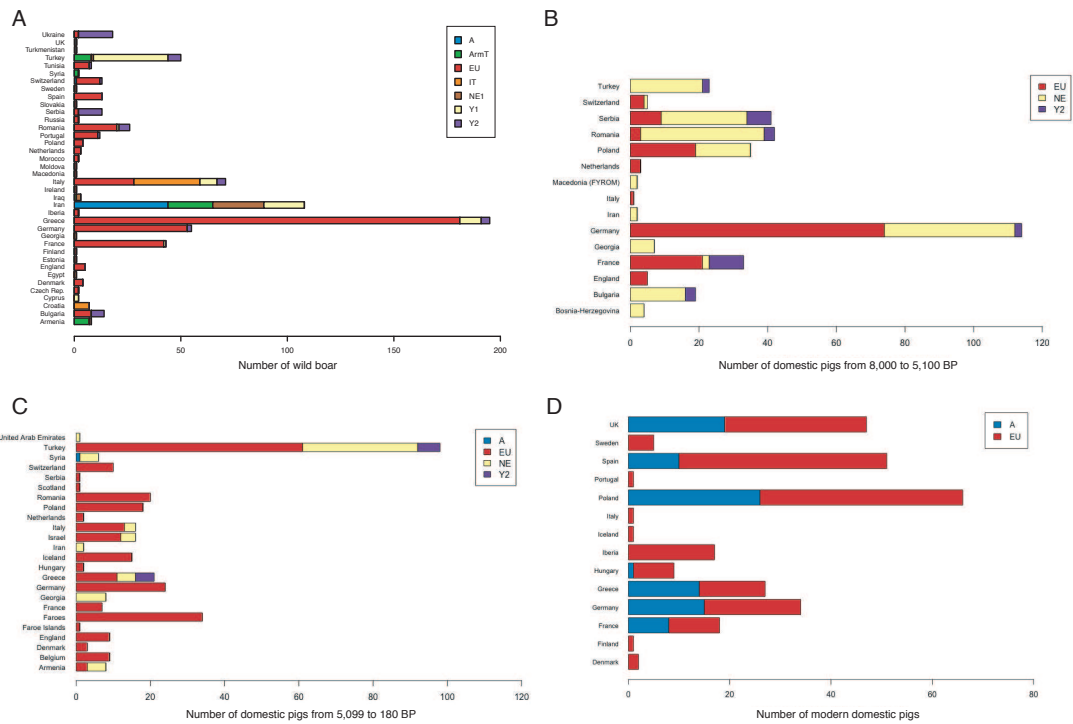 A
Ukraine
UK
Turkmenistan
Turkey
Tunisia
Syria
Switzerland
Sweden
Spain
Slovakia
Serbia
Russia
Romania
Portugal
Poland
Netherlands
Morocco
Moldova
Macedonia
Italy
Ireland
Iraq
Iran
Iberia
Greece
Germany
Georgia
France
Finland
Estonia
England
Egypt
Denmark
Czech Rep.
Cyprus
Croatia
Bulgaria
Armenia
0 50 100 150 200
Number of wild boar
A
ArmT
EU
IT
NE1
Y1
Y2
B
Turkey
Switzerland
Serbia
Romania
Poland
Netherlands
Macedonia (FYROM)
Italy
Iran
Germany
Georgia
France
England
Bulgaria
Bosnia-Herzegovina
0 20 40 60 80 100 120
Number of domestic pigs from 8,000 to 5,100 BP
EU
NE
Y2
C
United Arab Emirates
Turkey
Syria
Switzerland
Serbia
Scotland
Romania
Poland
Netherlands
Italy
Israel
Iran
Iceland
Hungary
Greece
Germany
Georgia
France
Faroes
Faroe Islands
England
Denmark
Belgium
Armenia
0 20 40 60 80 100 120
Number of domestic pigs from 5,099 to 180 BP
A
EU
NE
Y2
D
UK
Sweden
Spain
Portugal
Poland
Italy
Iceland
Iberia
Hungary
Greece
Germany
France
Finland
Denmark
0 20 40 60 80
Number of modern domestic pigs
A
EU